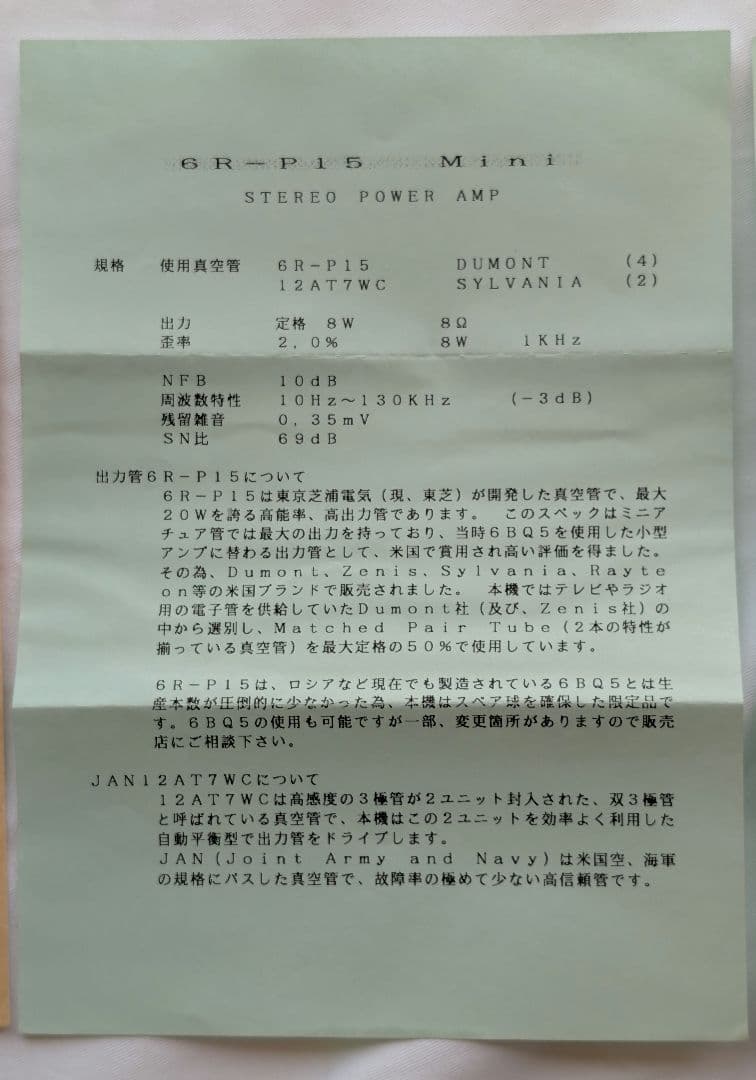 6R-P15 Mini
STEREO POWER AMP
規格 使用真空管 6R-P15 DUMONT (4)
12AT7WC SYLVANIA (2)
出力 定格 8W 8Ω
歪率 2,0% 8W 1KHz
NFB 10dB
周波数特性 10Hz～130KHz (-3dB)
残留雑音 0,35mV
SN比 69dB
出力管6R-P15について
6R-P15は東京芝浦電気(現、東芝)が開発した真空管で、最大
20Wを誇る高能率、高出力管であります。 このスペックはミニア
チュア管では最大の出力を持っており、当時6BQ5を使用した小型
アンプに替わる出力管として、米国で賞用され高い評価を得ました。
その為、Dumont、Zenis、Sylvania、Rayte
on等の米国ブランドで販売されました。 本機ではテレビやラジオ
用の電子管を供給していたDumont社(及び、Zenis社)の
中から選別し、Matched Pair Tube(2本の特性が
揃っている真空管)を最大定格の50%で使用しています。
6R-P15は、ロシアなど現在でも製造されている6BQ5とは生
産本数が圧倒的に少なかった為、本機はスペア球を確保した限定品で
す。6BQ5の使用も可能ですが一部、変更箇所がありますので販売
店にご相談下さい。
JAN12AT7WCについて
12AT7WCは高感度の3極管が2ユニット封入された、双3極管
と呼ばれている真空管で、本機はこの2ユニットを効率よく利用した
自動平衡型で出力管をドライブします。
JAN(Joint Army and Navy)は米国空、海軍
の規格にパスした真空管で、故障率の極めて少ない高信頼管です。